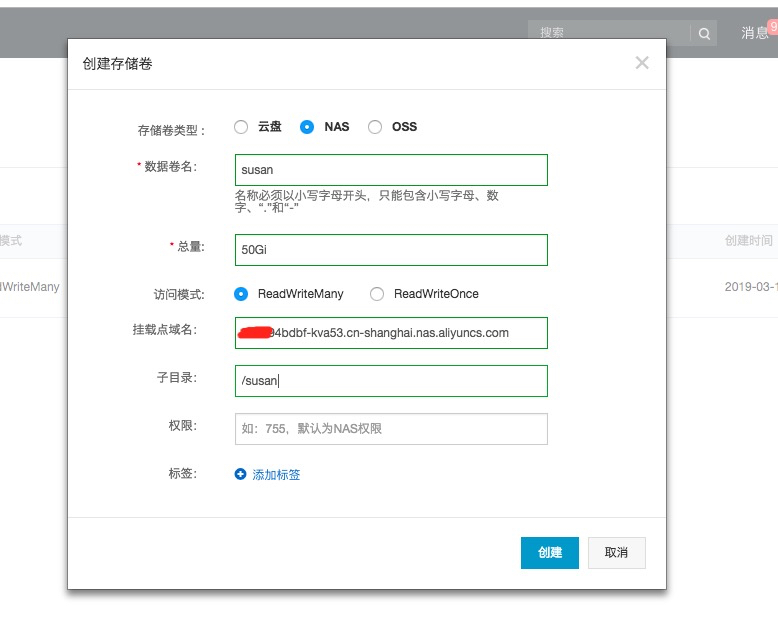 搜索
消息
9
创建存储卷
存储卷类型：
云盘
NAS
OSS
* 数据卷名：
susan
名称必须以小写字母开头，只能包含小写字母、数
字、“.”和“-”
* 总量：
50Gi
模式
创建时间
访问模式：
ReadWriteMany
ReadWriteOnce
WriteMany
2019-03-1
挂载点域名：
94bdbf-kva53.cn-shanghai.nas.aliyuncs.com
子目录：
/susan
权限：
如：755，默认为NAS权限
标签：
添加标签
创建
取消